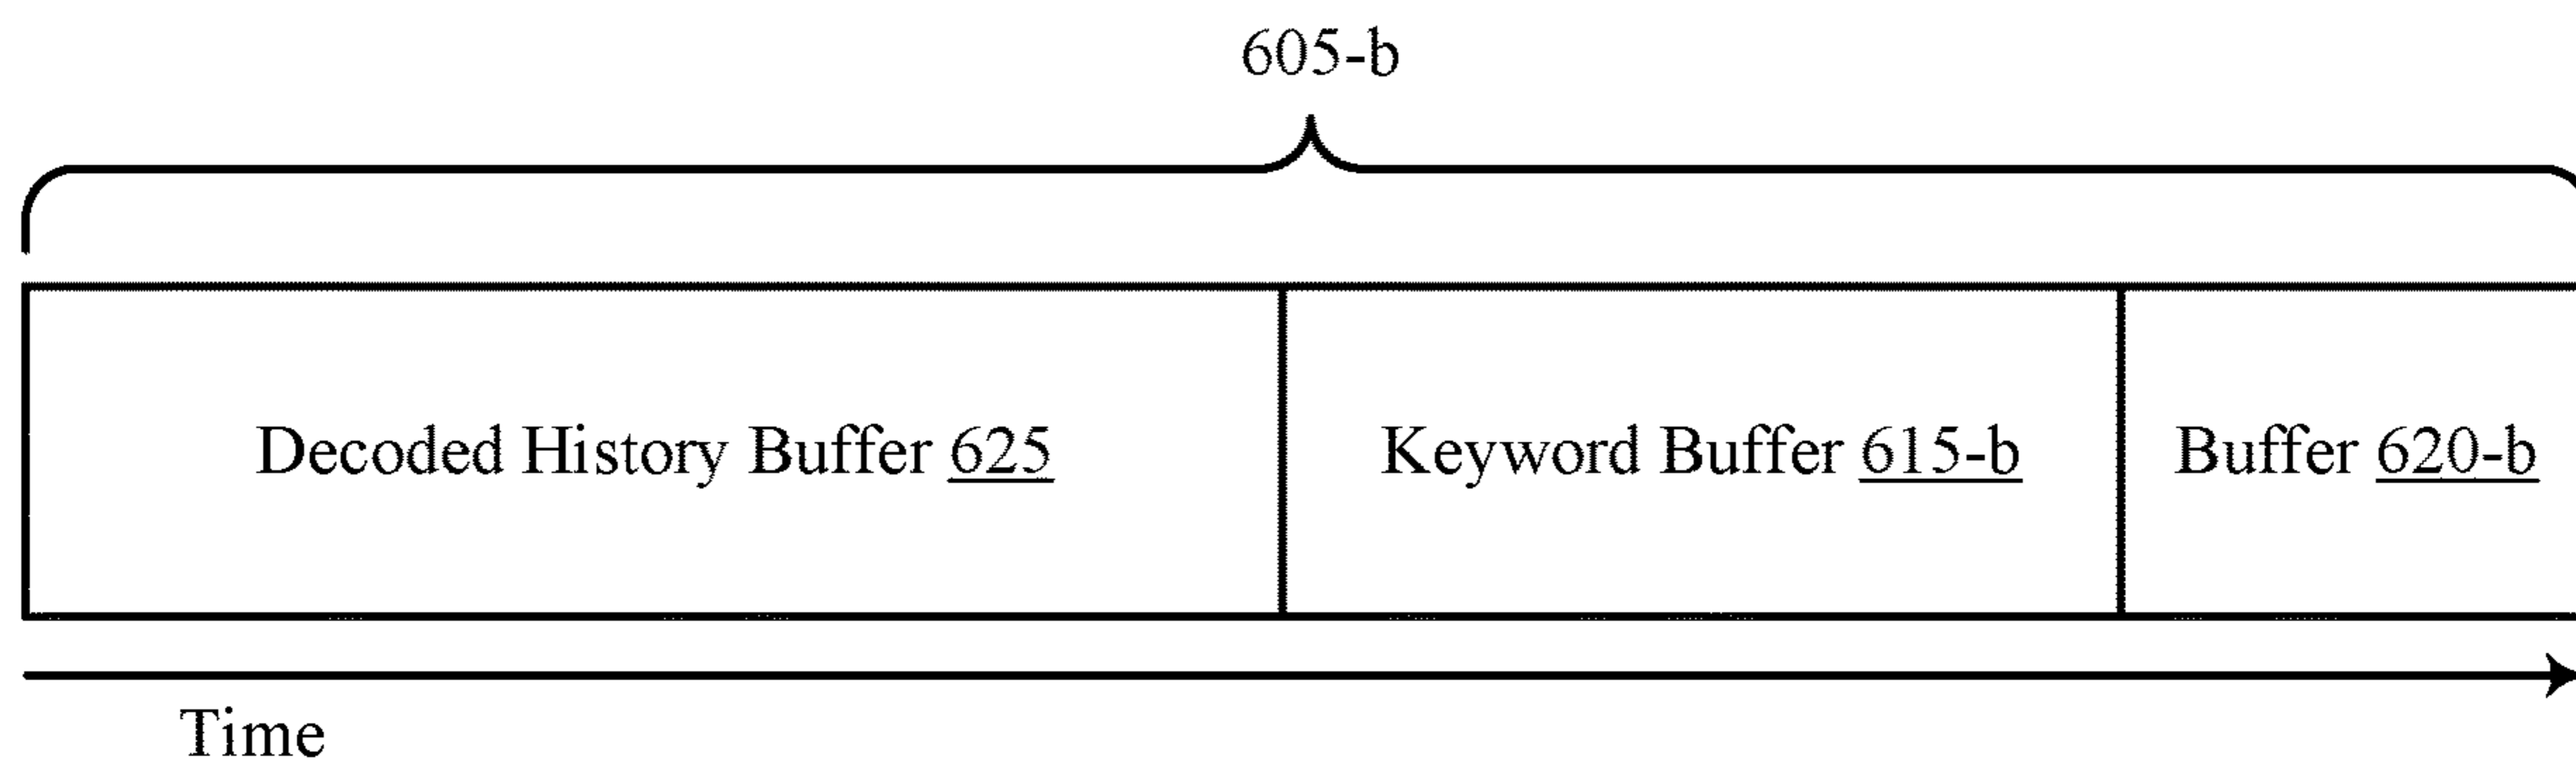 605-b
Decoded History Buffer 625
Keyword Buffer 615-b
Buffer 620-b
Time